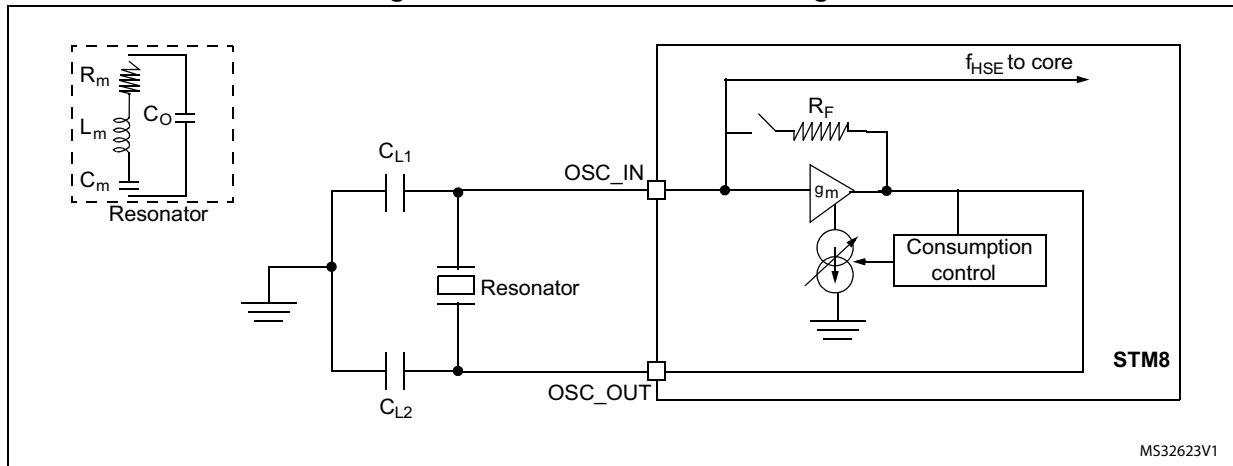 R_m
L_m
C_m
C_O
Resonator
C_L1
C_L2
Resonator
OSC_IN
OSC_OUT
f_HSE to core
R_F
g_m
Consumption
control
STM8
MS32623V1